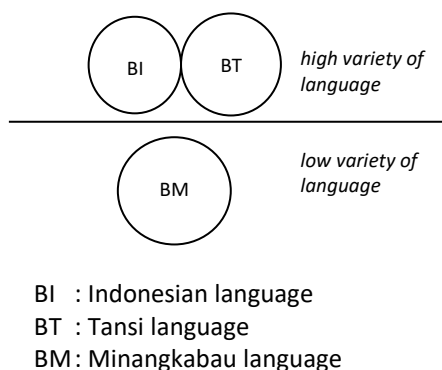 BI
BT
high variety of
language
low variety of
language
BM
BI : Indonesian language
BT : Tansi language
BM: Minangkabau language